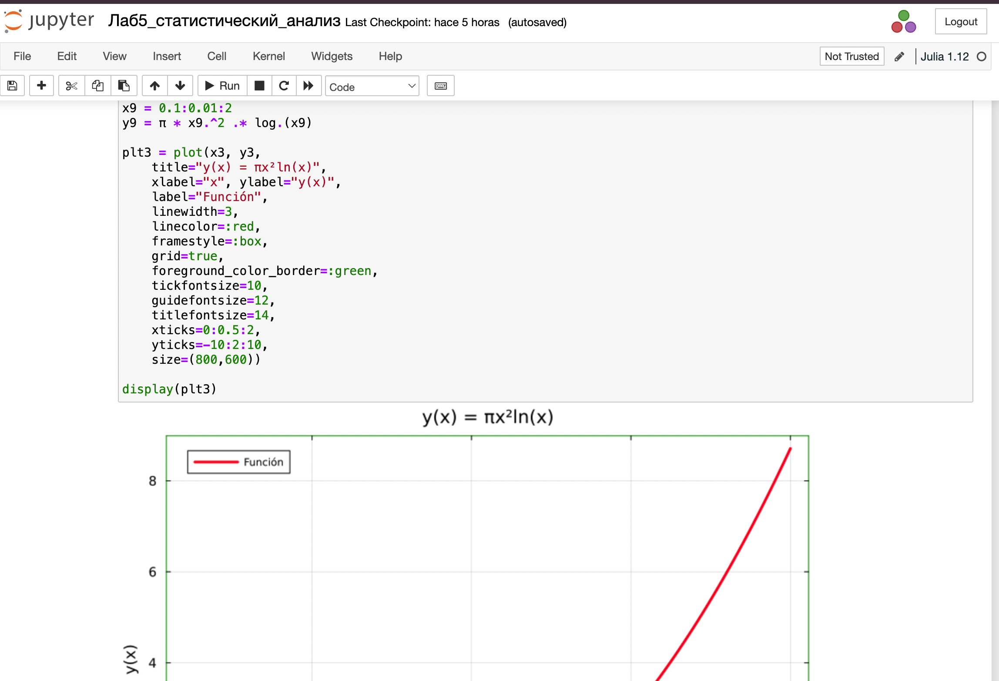 jupyter Лаб5_статистический_анализ Last Checkpoint: hace 5 horas (autosaved) Logout
File Edit View Insert Cell Kernel Widgets Help Not Trusted Julia 1.12
Run Code
x9 = 0.1:0.01:2
y9 = π * x9.^2 .* log.(x9)
plt3 = plot(x3, y3,
title="y(x) = πx²ln(x)",
xlabel="x", ylabel="y(x)",
label="Función",
linewidth=3,
linecolor=:red,
framestyle=:box,
grid=true,
foreground_color_border=:green,
tickfontsize=10,
guidefontsize=12,
titlefontsize=14,
xticks=0:0.5:2,
yticks=-10:2:10,
size=(800,600))
display(plt3)
y(x) = πx²ln(x)
Función
8
6
4
y(x)